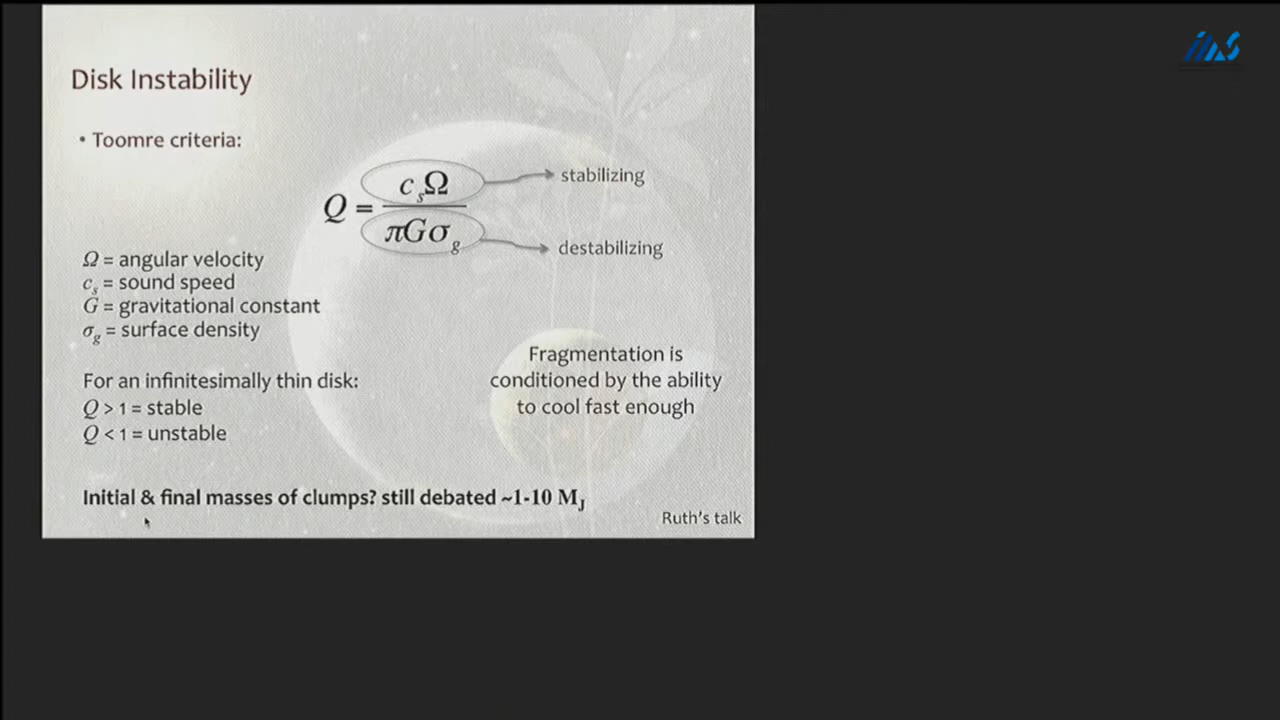 Disk Instability
• Toomre criteria:
Q = c_sΩ / πGσ_g
stabilizing
destabilizing
Ω = angular velocity
c_s = sound speed
G = gravitational constant
σ_g = surface density
For an infinitesimally thin disk:
Q > 1 = stable
Q < 1 = unstable
Fragmentation is
conditioned by the ability
to cool fast enough
Initial & final masses of clumps? still debated ~1-10 M_J
Ruth's talk